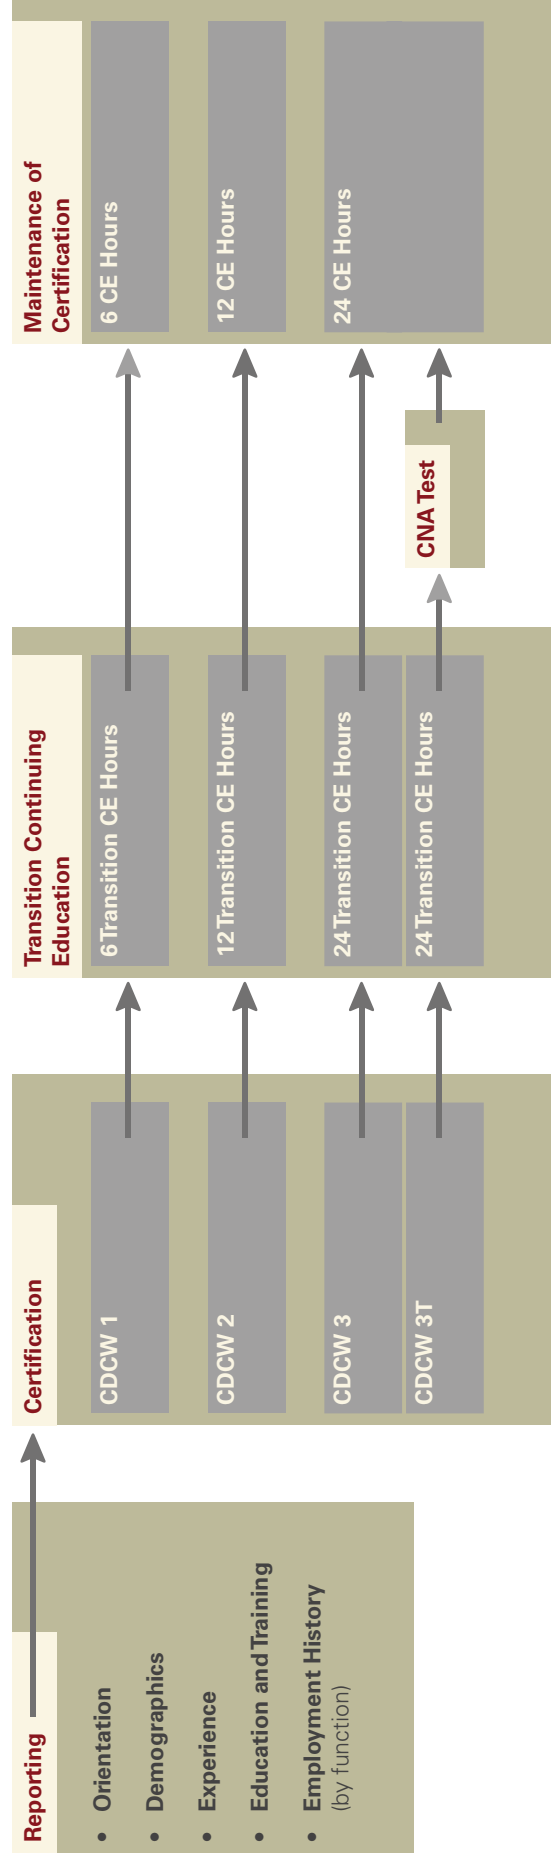 Reporting
• Orientation
• Demographics
• Experience
• Education and Training
• Employment History
(by function)
Certification
CDCW 1
CDCW 2
CDCW 3
CDCW 3T
Transition Continuing
Education
6 Transition CE Hours
12 Transition CE Hours
24 Transition CE Hours
24 Transition CE Hours
CNA Test
Maintenance of
Certification
6 CE Hours
12 CE Hours
24 CE Hours